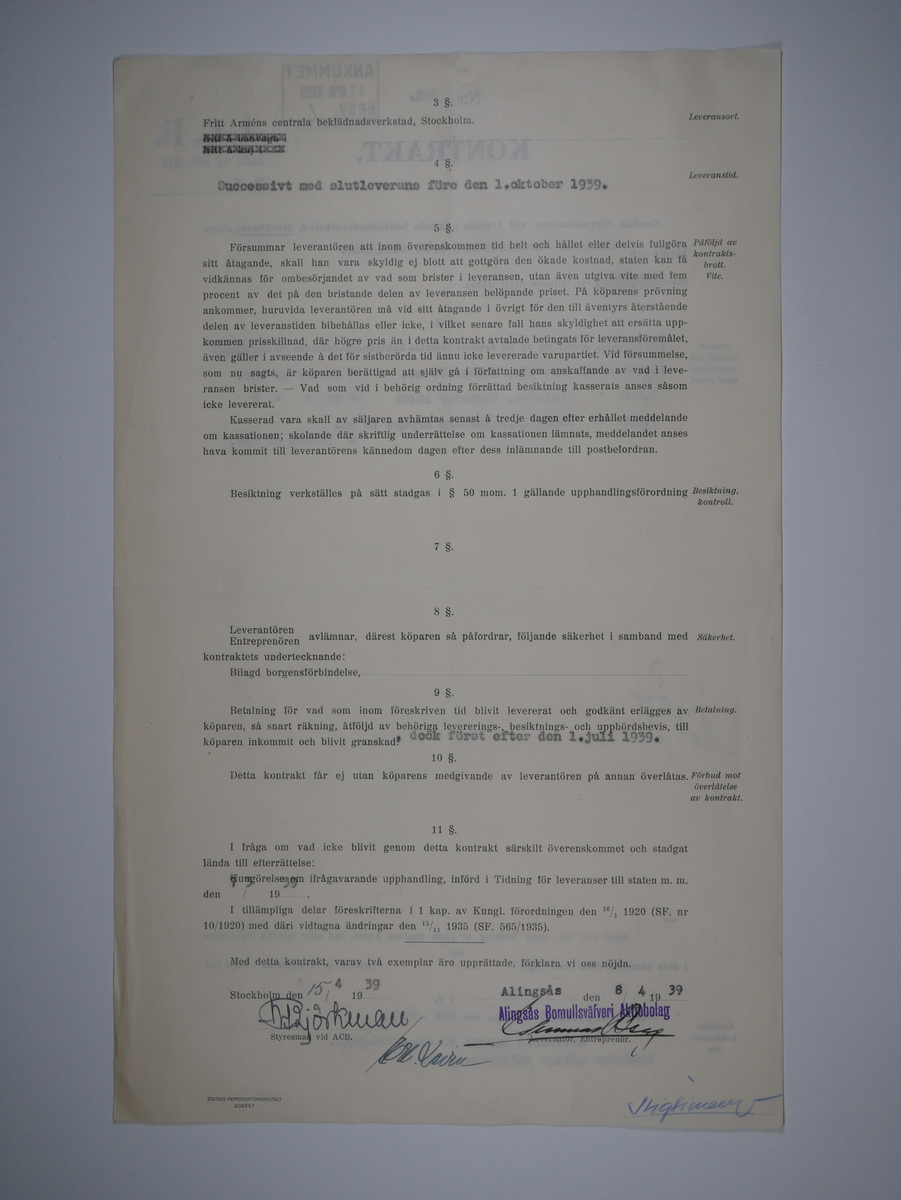 3 §.
Fritt Arméns centrala beklädnadsverkstad, Stockholm.
Leveransort.
4 §.
Successivt med slutleverans före den 1.oktober 1939.
Leveranstid.
5 §.
Försummar leverantören att inom överenskommen tid helt och hållet eller delvis fullgöra
sitt åtagande, skall han vara skyldig ej blott att gottgöra den ökade kostnad, staten kan få
vidkännas för ombesörjandet av vad som brister i leveransen, utan även utgiva vite med fem
procent av det på den bristande delen av leveransen belöpande priset. På köparens prövning
ankommer, huruvida leverantören må vid sitt åtagande i övrigt för den till äventyrs återstående
delen av leveranstiden bibehållas eller icke, i vilket senare fall hans skyldighet att ersätta upp-
kommen prisskillnad, där högre pris än i detta kontrakt avtalade betingats för leveransföremålet,
även gäller i avseende å det för sistberörda tid ännu icke levererade varupartiet. Vid försummelse,
som nu sagts, är köparen berättigad att själv gå i författning om anskaffande av vad i leve-
ransen brister. — Vad som vid i behörig ordning förrättad besiktning kasserats anses såsom
icke levererat.
Påföljd av
kontrakts-
brott.
Vite.
Kasserad vara skall av säljaren avhämtas senast å tredje dagen efter erhållet meddelande
om kassationen; skolande där skriftlig underrättelse om kassationen lämnats, meddelandet anses
hava kommit till leverantörens kännedom dagen efter dess inlämnande till postbefordran.
6 §.
Besiktning verkställes på sätt stadgas i § 50 mom. 1 gällande upphandlingsförordning
Besiktning,
kontroll.
7 §.
8 §.
Leverantören
Entreprenören
avlämnar, därest köparen så påfordrar, följande säkerhet i samband med
Säkerhet.
kontraktets undertecknande:
Bilagd borgensförbindelse,
9 §.
Betalning för vad som inom föreskriven tid blivit levererat och godkänt erlägges av
Betalning.
köparen, så snart räkning, åtföljd av behöriga levererings-, besiktnings- och uppbördsbevis, till
köparen inkommit och blivit granskad, dock först efter den 1.juli 1939.
10 §.
Detta kontrakt får ej utan köparens medgivande av leverantören på annan överlåtas.
Förbud mot
överlåtelse
av kontrakt.
11 §.
I fråga om vad icke blivit genom detta kontrakt särskilt överenskommet och stadgat
lända till efterrättelse:
Kungörelse om ifrågavarande upphandling, införd i Tidning för leveranser till staten m. m.
den / 19 .
I tillämpliga delar föreskrifterna i 1 kap. av Kungl. förordningen den 16/1 1920 (SF. nr
10/1920) med däri vidtagna ändringar den 15/11 1935 (SF. 565/1935).
Med detta kontrakt, varav två exemplar äro upprättade, förklara vi oss nöjda.
Stockholm den 15/4 1939
Alingsås den 8/4 1939
Alingsås Bomullsväfveri Aktiebolag
Björkman
Styresman vid ACB.
Leverantör, Entreprenör.
STAVENS REPRODUKTIONSANSTALT